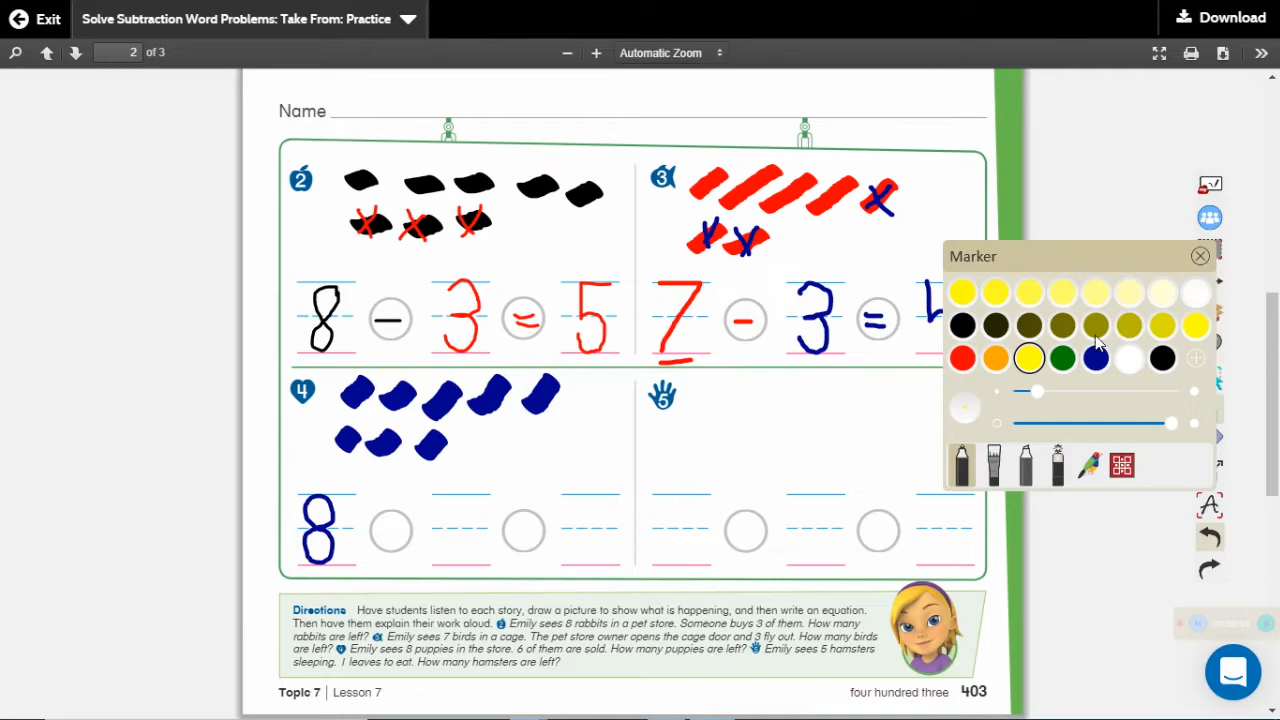 Exit
Solve Subtraction Word Problems: Take From: Practice
Download
2 of 3
Automatic Zoom
Name
2
3
8 - 3 = 5
7 - 3 = 4
Marker
4
5
8
Directions Have students listen to each story, draw a picture to show what is happening, and then write an equation.
Then have them explain their work aloud. 2 Emily sees 8 rabbits in a pet store. Someone buys 3 of them. How many
rabbits are left? 3 Emily sees 7 birds in a cage. The pet store owner opens the cage door and 3 fly out. How many birds
are left? 4 Emily sees 8 puppies in the store. 6 of them are sold. How many puppies are left? 5 Emily sees 5 hamsters
sleeping. 1 leaves to eat. How many hamsters are left?
Topic 7 | Lesson 7
four hundred three 403